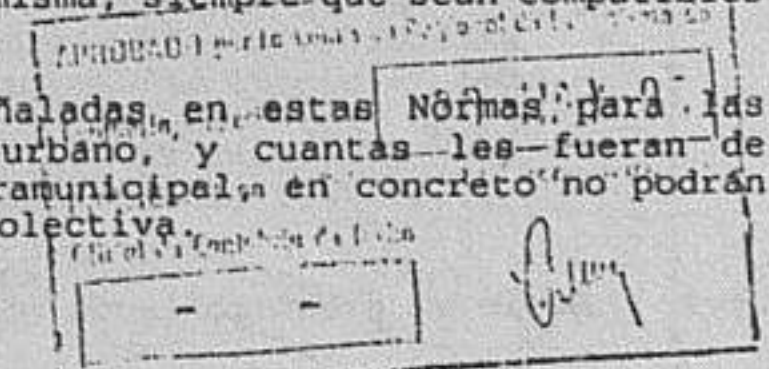 misma, siempre que sean compatibles
APROBADO
ñaladas en estas Normas para las
urbano, y cuantas les fueran de
ramunicipal, en concreto no podrán
olectiva.
- -